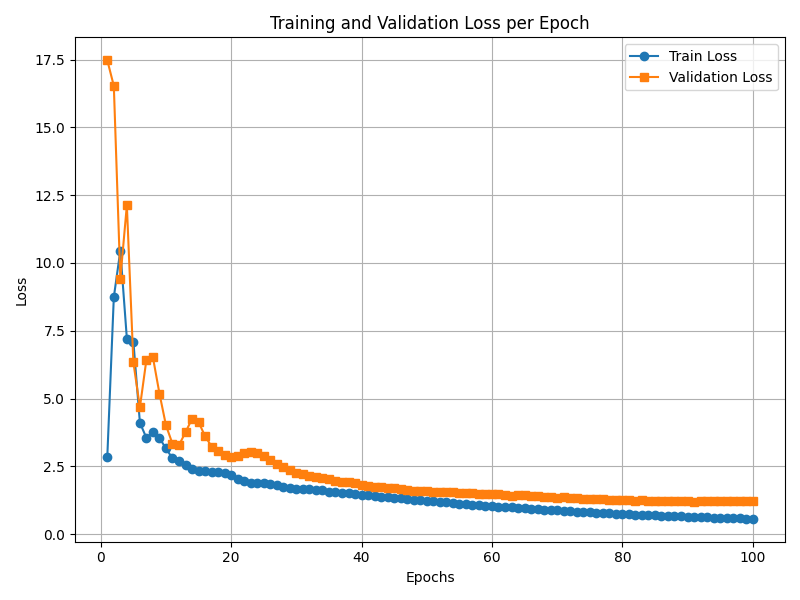 Training and Validation Loss per Epoch
Train Loss
Validation Loss
17.5
15.0
12.5
10.0
7.5
5.0
2.5
0.0
Loss
0 20 40 60 80 100
Epochs